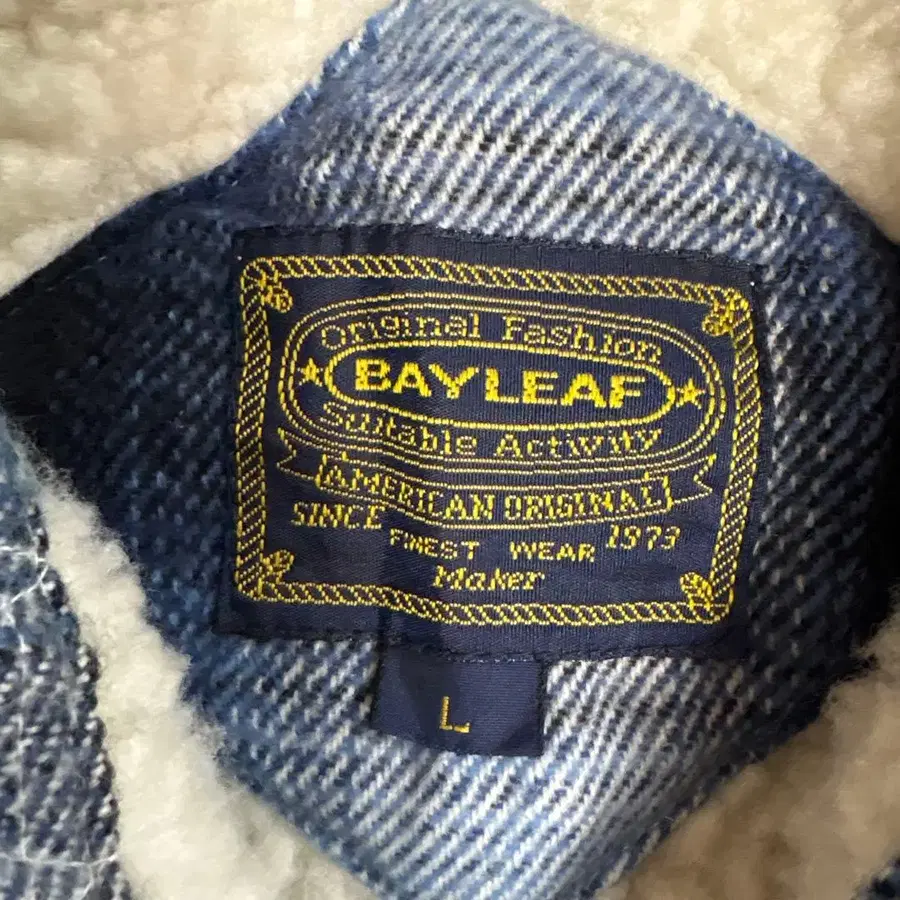 Original Fashion
BAYLEAF
Suitable Activity
AMERICAN ORIGINAL
SINCE 1973
FINEST WEAR
Maker
L